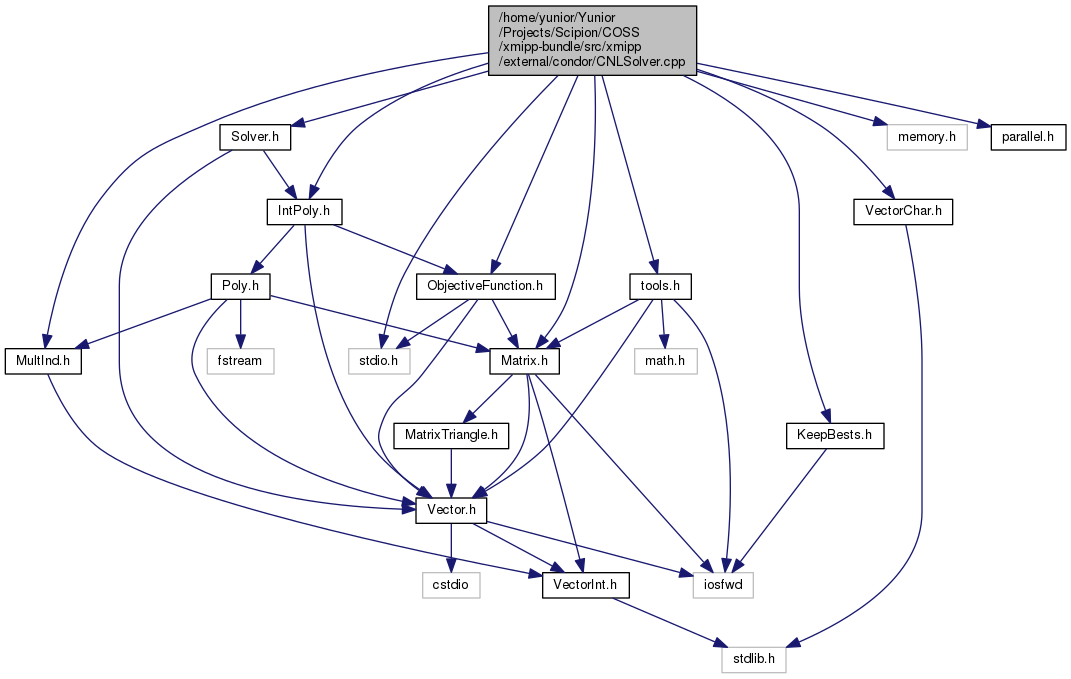 /home/yunior/Yunior
/Projects/Scipion/COSS
/xmipp-bundle/src/xmipp
/external/condor/CNLSolver.cpp
Solver.h
memory.h
parallel.h
IntPoly.h
VectorChar.h
Poly.h
ObjectiveFunction.h
tools.h
MultInd.h
fstream
stdio.h
Matrix.h
math.h
MatrixTriangle.h
KeepBests.h
Vector.h
cstdio
VectorInt.h
iosfwd
stdlib.h